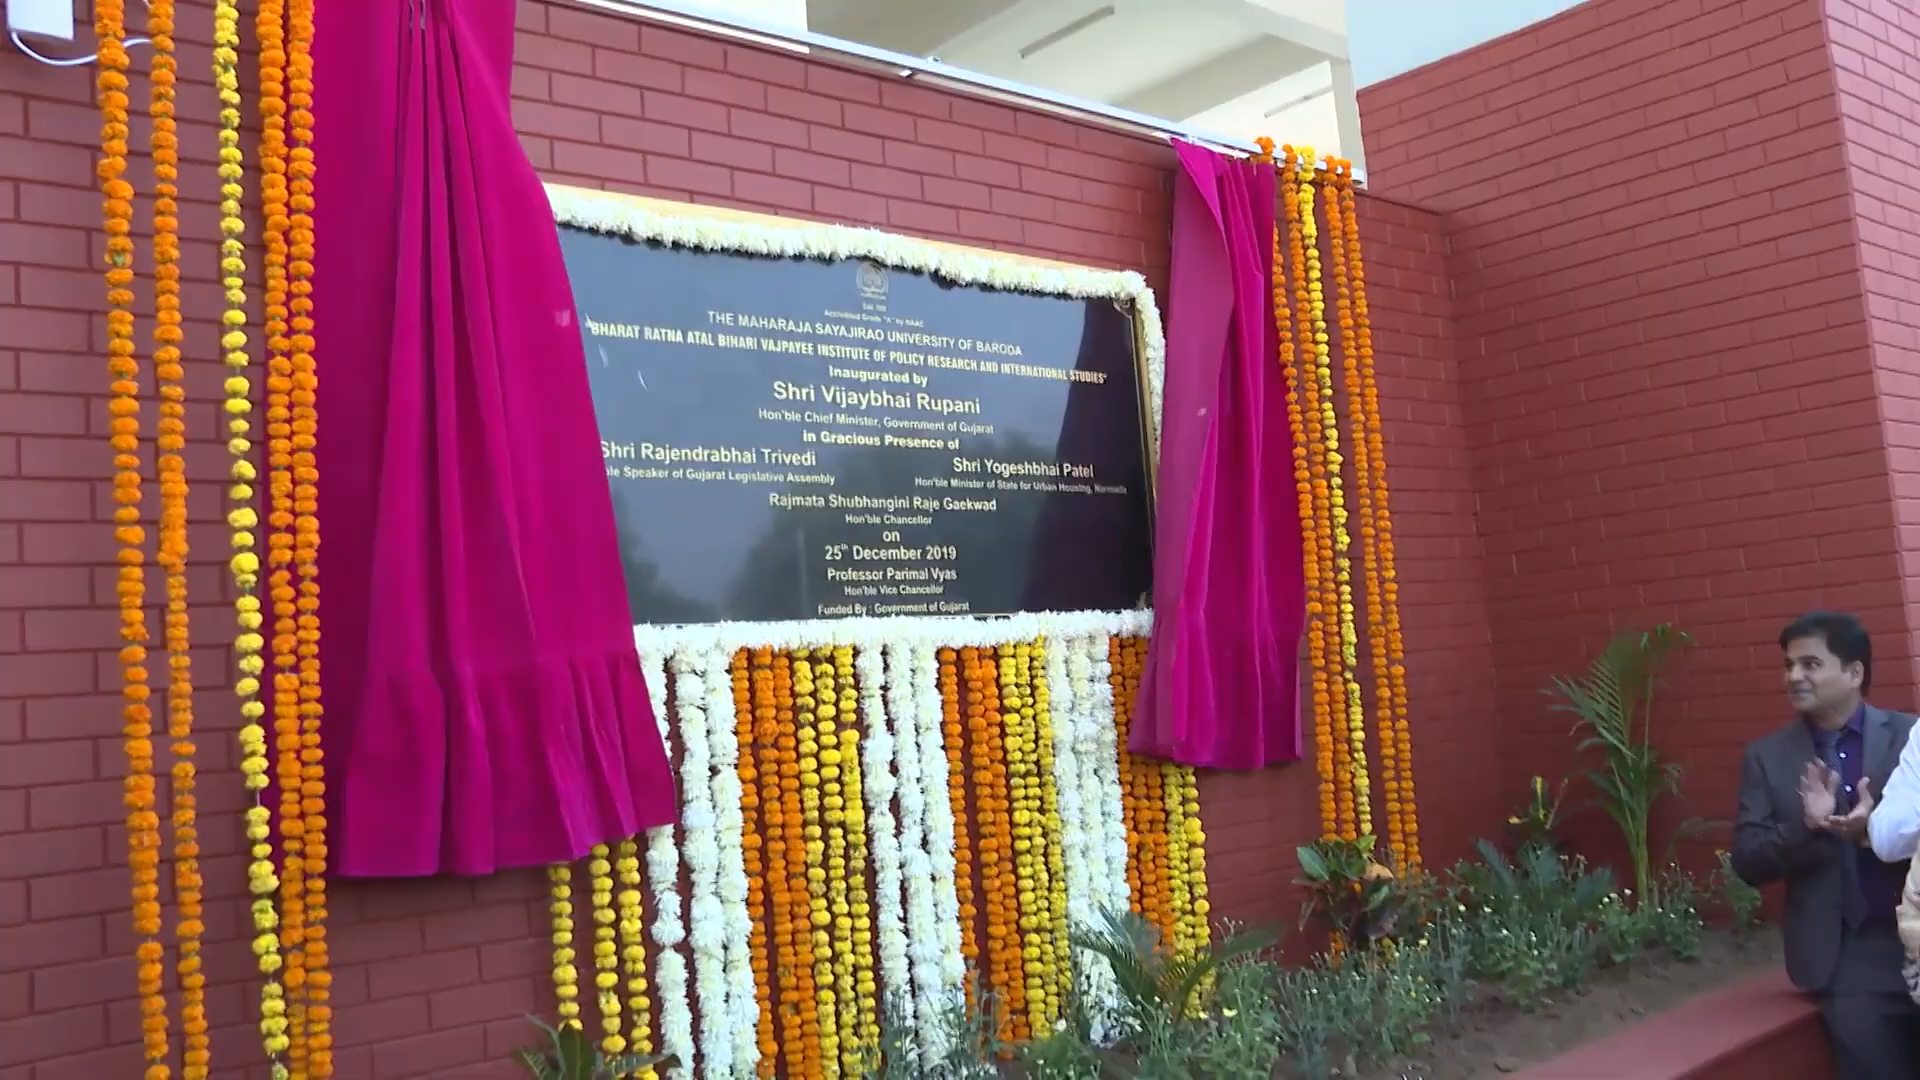 Accredited Grade "A" by NAAC
THE MAHARAJA SAYAJIRAO UNIVERSITY OF BARODA
"BHARAT RATNA ATAL BIHARI VAJPAYEE INSTITUTE OF POLICY RESEARCH AND INTERNATIONAL STUDIES"
Inaugurated by
Shri Vijaybhai Rupani
Hon'ble Chief Minister, Government of Gujarat
in Gracious Presence of
Shri Rajendrabhai Trivedi
Speaker of Gujarat Legislative Assembly
Shri Yogeshbhai Patel
Hon'ble Minister of State for Urban Housing, Narmada
Rajmata Shubhangini Raje Gaekwad
Hon'ble Chancellor
on
25th December 2019
Professor Parimal Vyas
Hon'ble Vice Chancellor
Funded By : Government of Gujarat